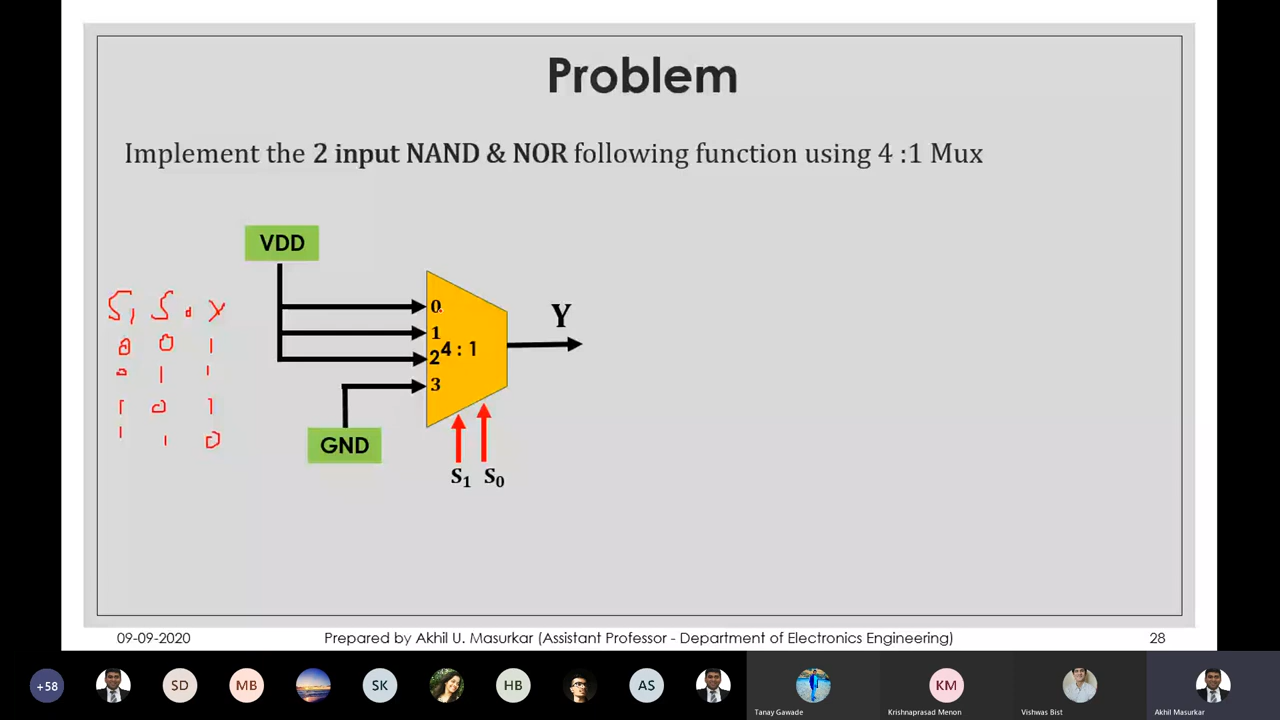 Problem
Implement the 2 input NAND & NOR following function using 4 :1 Mux
VDD
S₁ S₀ Y
0 0 1
0 1 1
1 0 1
1 1 0
0
1
2
3
4 : 1
Y
GND
S₁ S₀
09-09-2020 Prepared by Akhil U. Masurkar (Assistant Professor - Department of Electronics Engineering) 28
+58 SD MB SK HB AS KM
Tanay Gawade Krishnaprasad Menon Vishwas Bist Akhil Masurkar